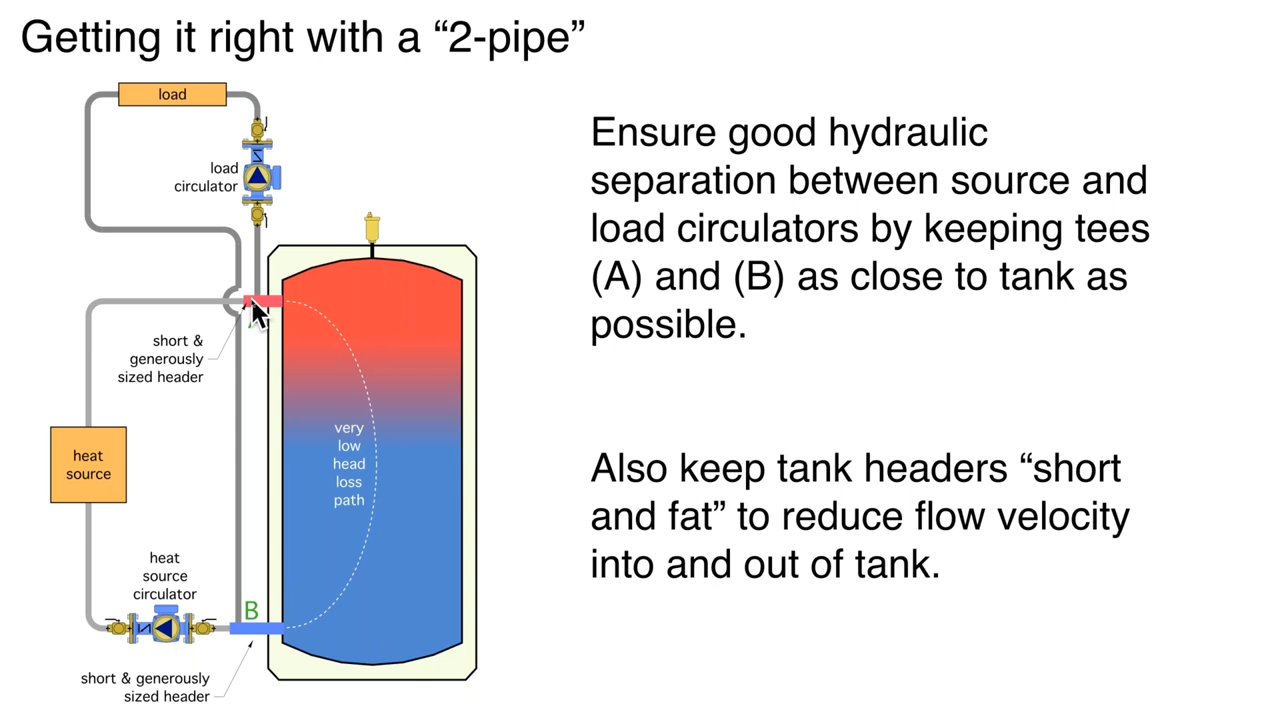 Getting it right with a “2-pipe”
load
load
circulator
Ensure good hydraulic
separation between source and
load circulators by keeping tees
(A) and (B) as close to tank as
possible.
short &
generously
sized header
very
low
head
loss
path
heat
source
Also keep tank headers “short
and fat” to reduce flow velocity
into and out of tank.
heat
source
circulator
B
short & generously
sized header